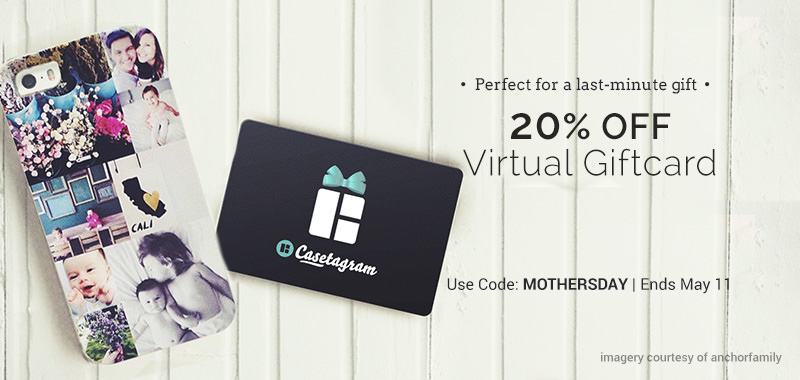 • Perfect for a last-minute gift •
20% OFF
Virtual Giftcard
CALI
Casetagram
Use Code: MOTHERSDAY | Ends May 11
imagery courtesy of anchorfamily